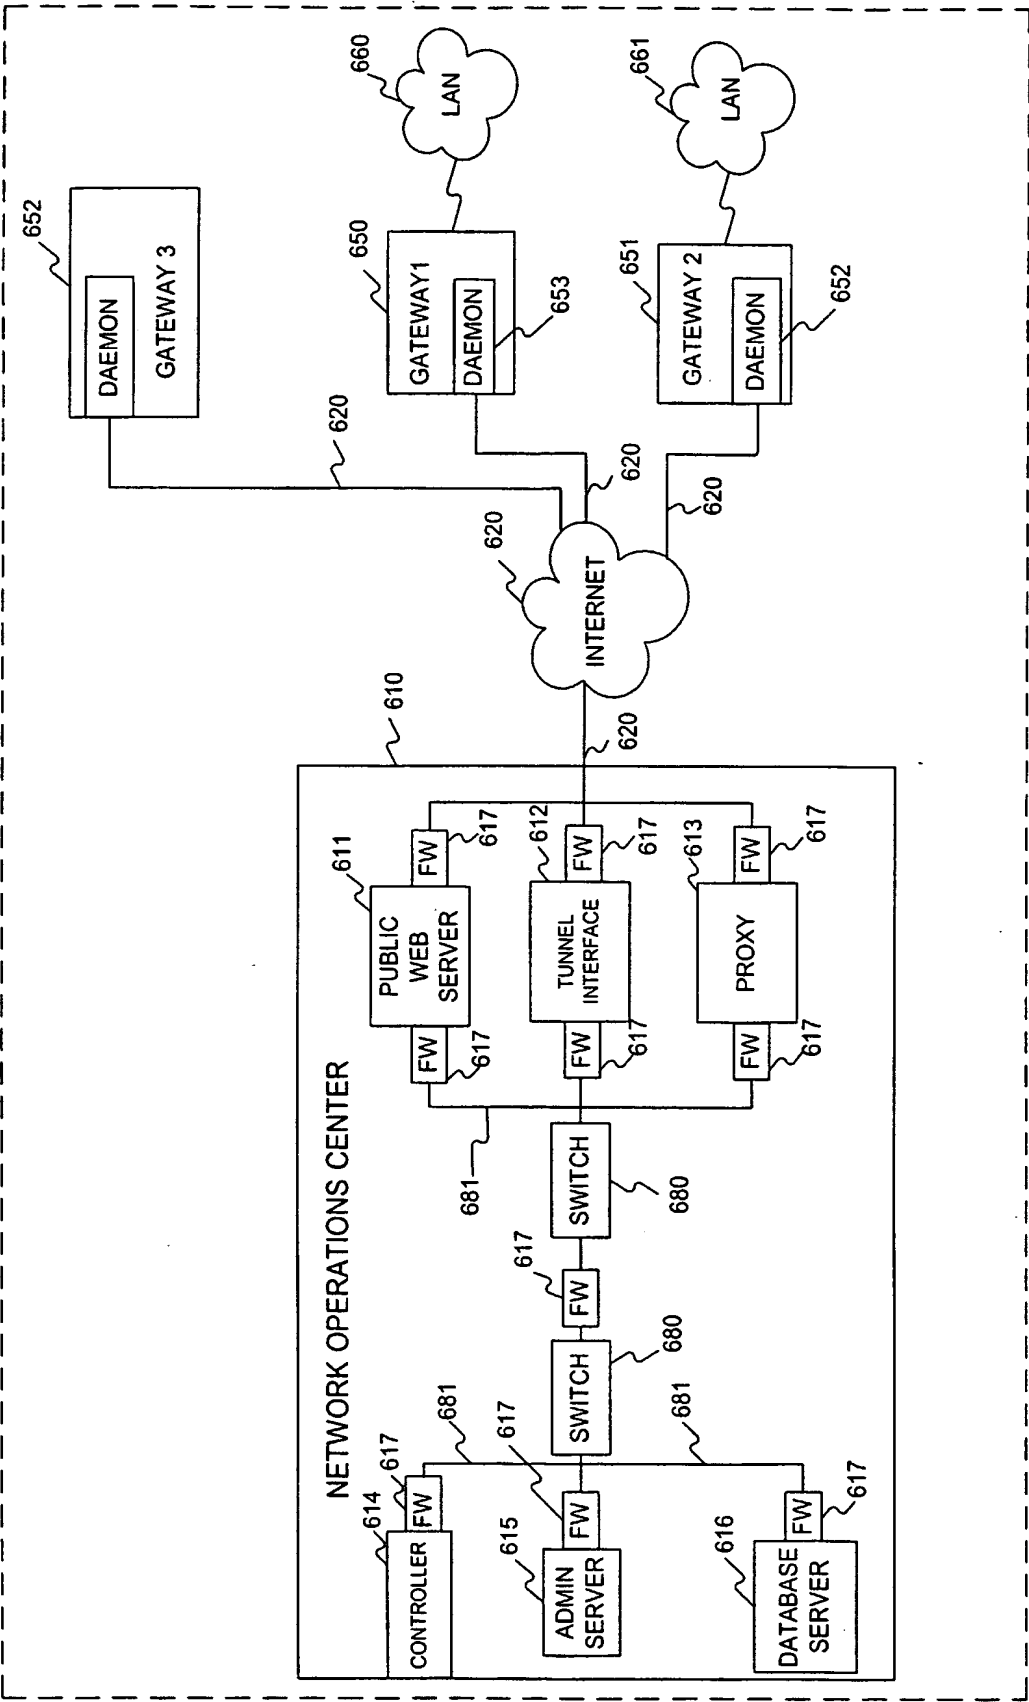 NETWORK OPERATIONS CENTER
610
614
CONTROLLER
FW
617
681
615
ADMIN
SERVER
FW
617
616
DATABASE
SERVER
FW
617
681
SWITCH
680
FW
617
SWITCH
680
681
FW
617
611
PUBLIC
WEB
SERVER
FW
617
FW
617
612
TUNNEL
INTERFACE
FW
617
FW
617
613
PROXY
FW
617
620
620
INTERNET
620
620
620
652
DAEMON
GATEWAY 3
650
GATEWAY1
DAEMON
653
651
GATEWAY 2
DAEMON
652
660
LAN
661
LAN